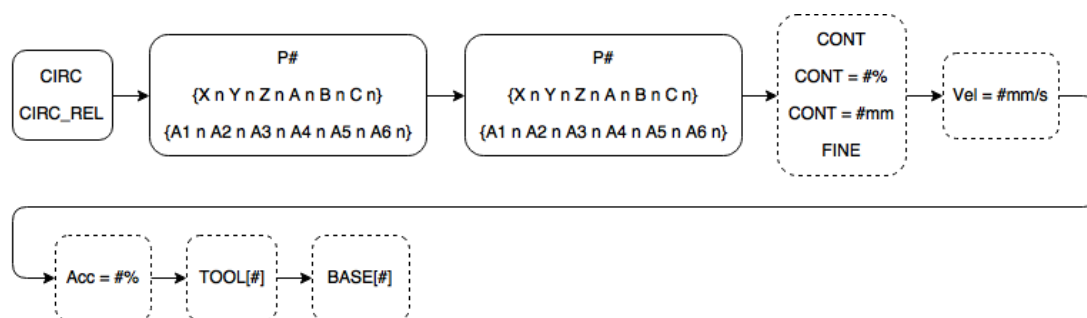 CIRC
CIRC_REL
P#
{X n Y n Z n A n B n C n}
{A1 n A2 n A3 n A4 n A5 n A6 n}
P#
{X n Y n Z n A n B n C n}
{A1 n A2 n A3 n A4 n A5 n A6 n}
CONT
CONT = #%
CONT = #mm
FINE
Vel = #mm/s
Acc = #%
TOOL[#]
BASE[#]